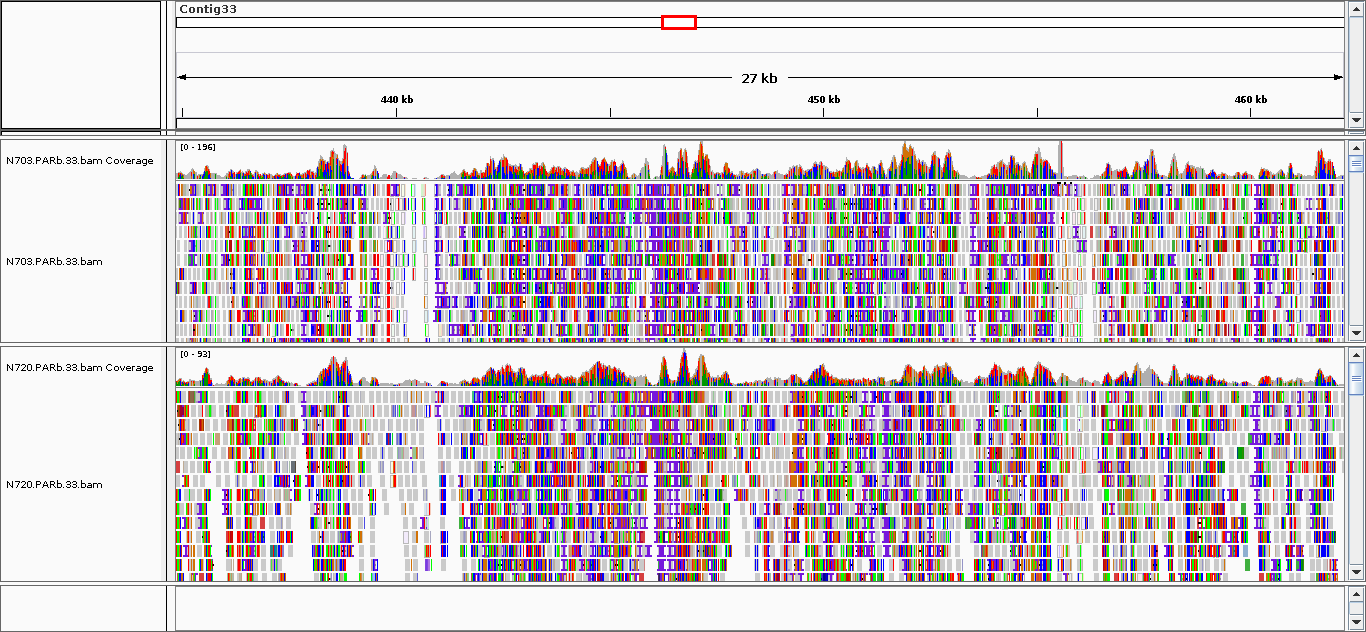 Contig33
27 kb
440 kb 450 kb 460 kb
[0 - 196]
N703.PARb.33.bam Coverage
N703.PARb.33.bam
[0 - 93]
N720.PARb.33.bam Coverage
N720.PARb.33.bam